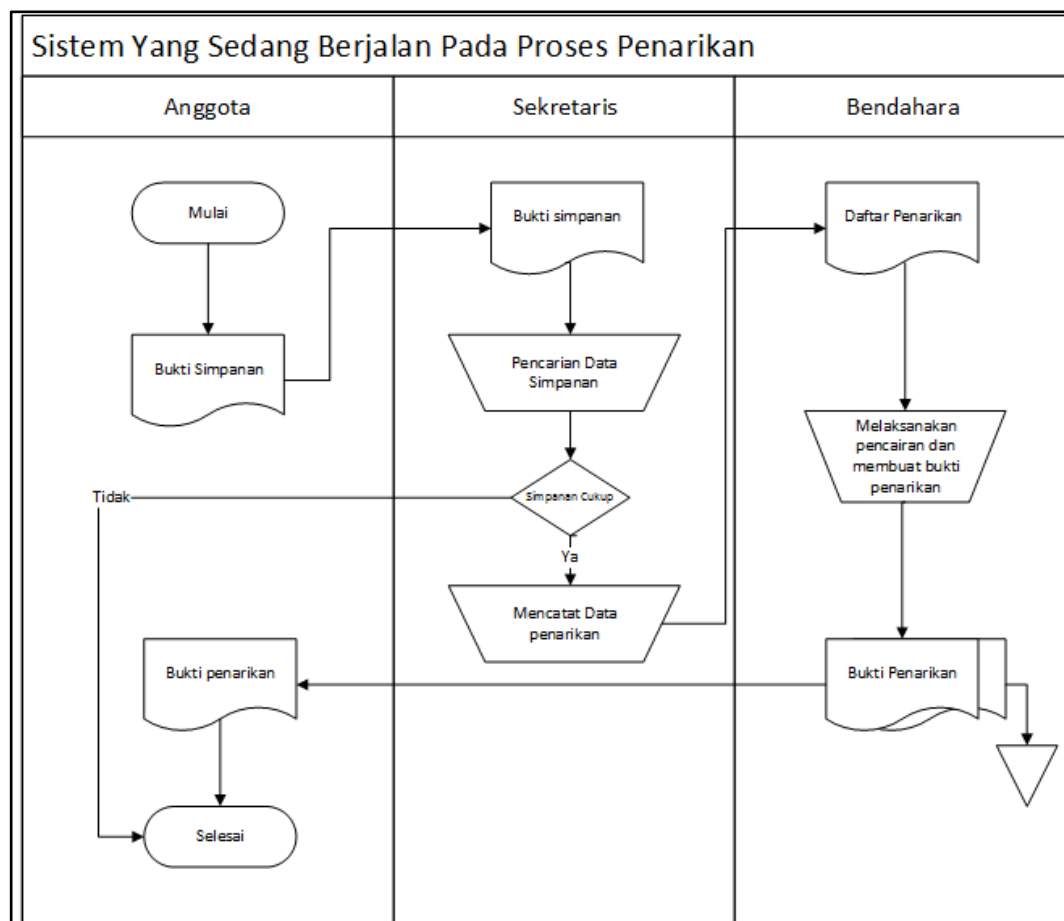 Sistem Yang Sedang Berjalan Pada Proses Penarikan
Anggota
Sekretaris
Bendahara
Mulai
Bukti Simpanan
Bukti simpanan
Pencarian Data
Simpanan
Simpanan Cukup
Tidak
Ya
Mencatat Data
penarikan
Daftar Penarikan
Melaksanakan
pencairan dan
membuat bukti
penarikan
Bukti Penarikan
Bukti penarikan
Selesai